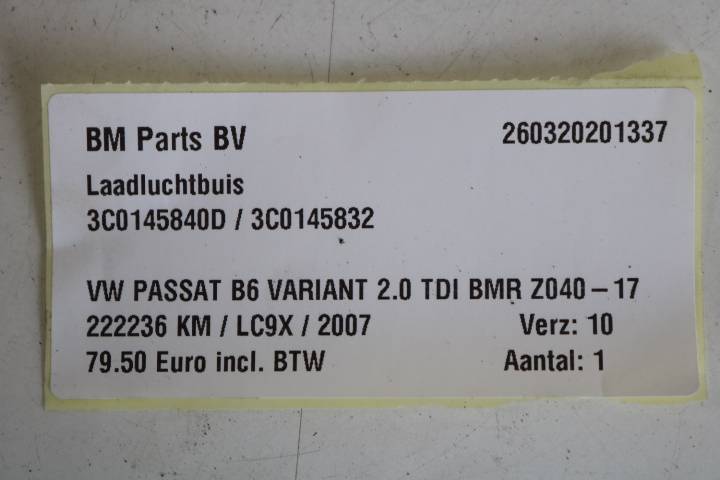 BM Parts BV 260320201337
Laadluchtbuis
3C0145840D / 3C0145832
VW PASSAT B6 VARIANT 2.0 TDI BMR Z040 – 17
222236 KM / LC9X / 2007 Verz: 10
79.50 Euro incl. BTW Aantal: 1